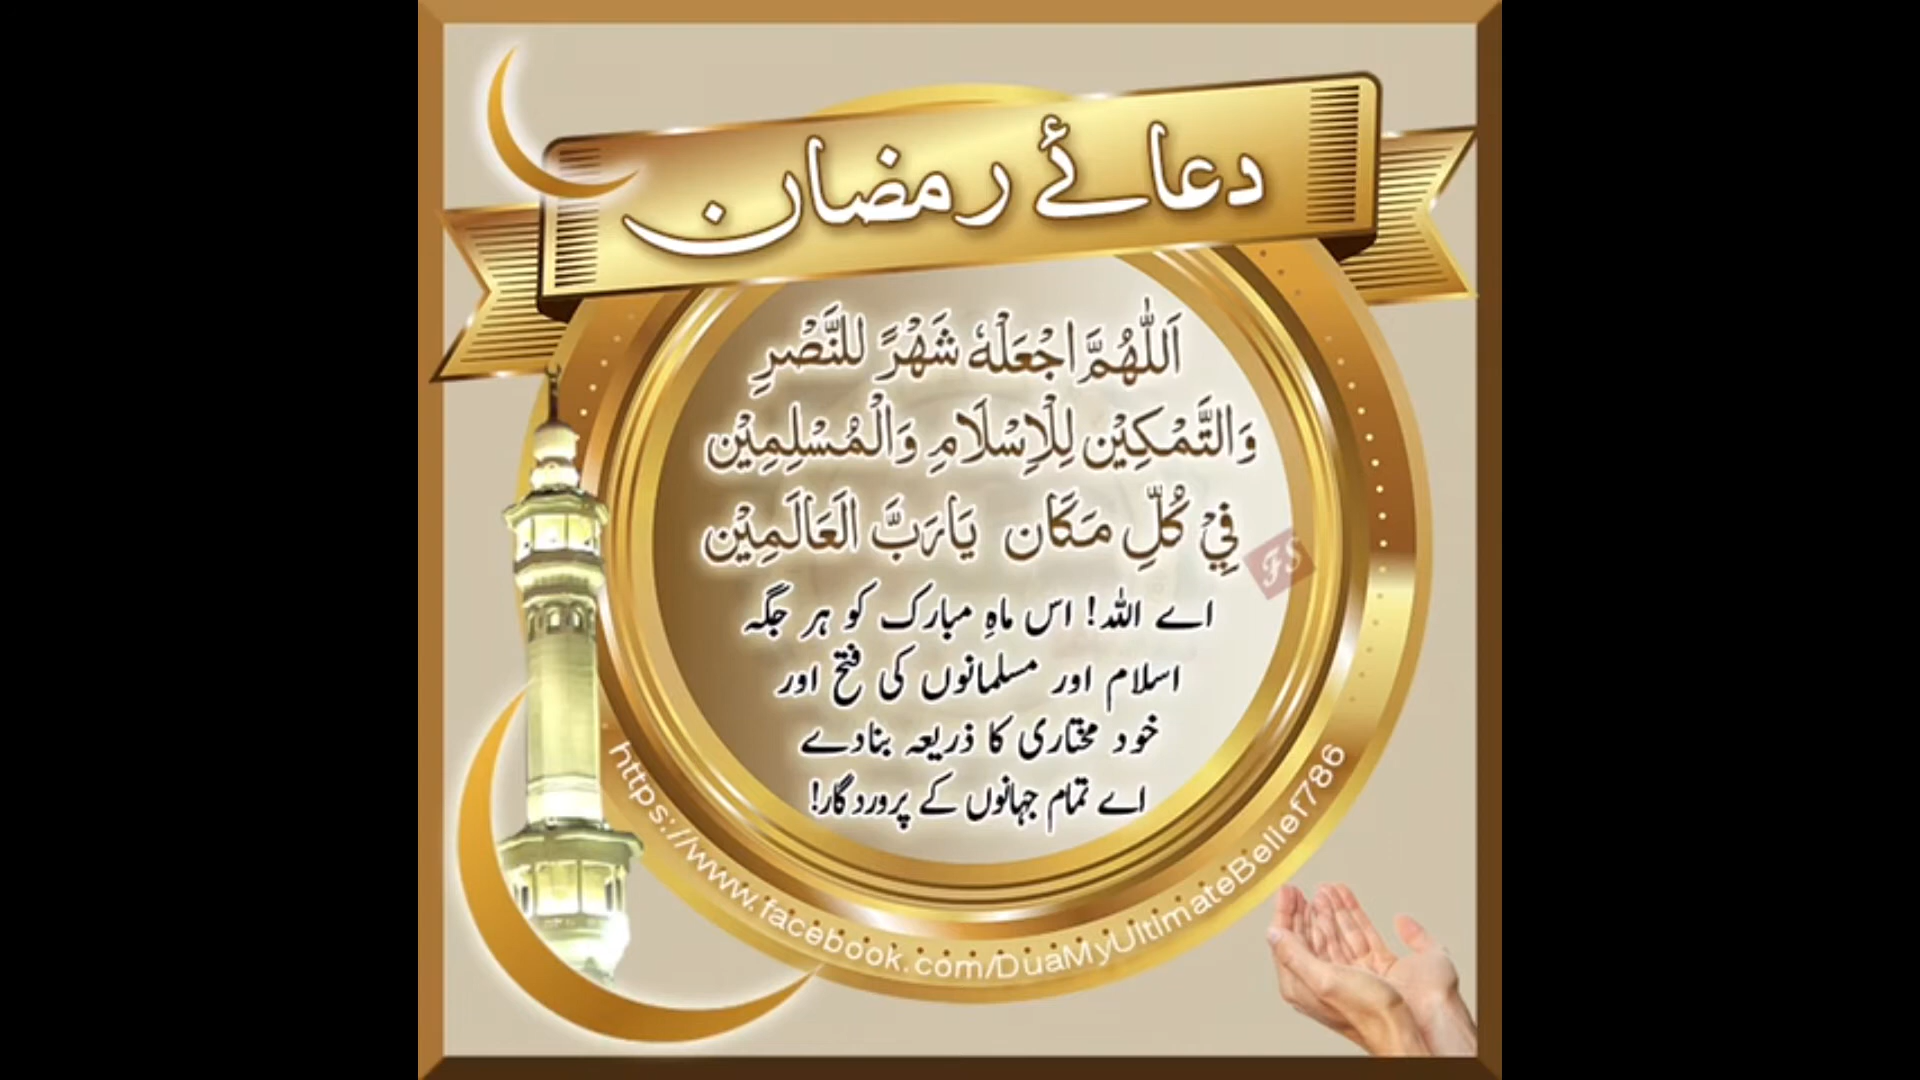 دعائے رمضان
اَللّٰهُمَّ اجْعَلْهُ شَهْرً للنَّصْرِ
وَالتَّمْكِيْن لِلْاِسْلَامِ وَالْمُسْلِمِيْن
فِيْ كُلِّ مَكَان يَارَبَّ الَعَالَمِيْن
FS
اے اللہ! اس ماہِ مبارک کو ہر جگہ
اسلام اور مسلمانوں کی فتح اور
خود مختاری کا ذریعہ بنادے
اے تمام جہانوں کے پروردگار!
https://www.facebook.com/DuaMyUltimateBelief786